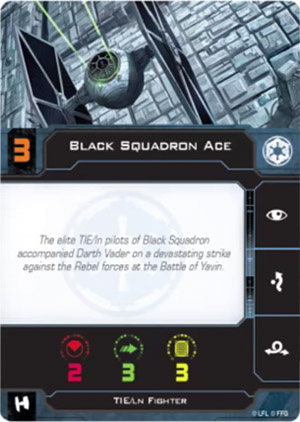 3
BLACK SQUADRON ACE
The elite TIE/ln pilots of Black Squadron
accompanied Darth Vader on a devastating strike
against the Rebel forces at the Battle of Yavin.
2 3 3
TIE/LN FIGHTER
©LFL ©FFG